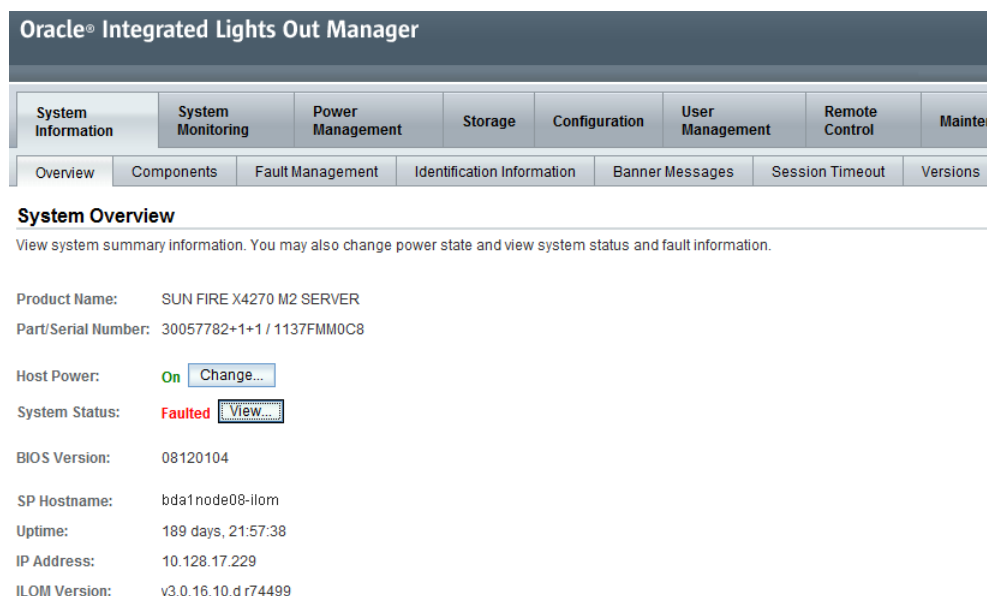 Oracle® Integrated Lights Out Manager
System Information System Monitoring Power Management Storage Configuration User Management Remote Control Mainte
Overview Components Fault Management Identification Information Banner Messages Session Timeout Versions
System Overview
View system summary information. You may also change power state and view system status and fault information.
Product Name: SUN FIRE X4270 M2 SERVER
Part/Serial Number: 30057782+1+1 / 1137FMM0C8
Host Power: On Change...
System Status: Faulted View...
BIOS Version: 08120104
SP Hostname: bda1node08-ilom
Uptime: 189 days, 21:57:38
IP Address: 10.128.17.229
ILOM Version: v3.0.16.10.d r74499